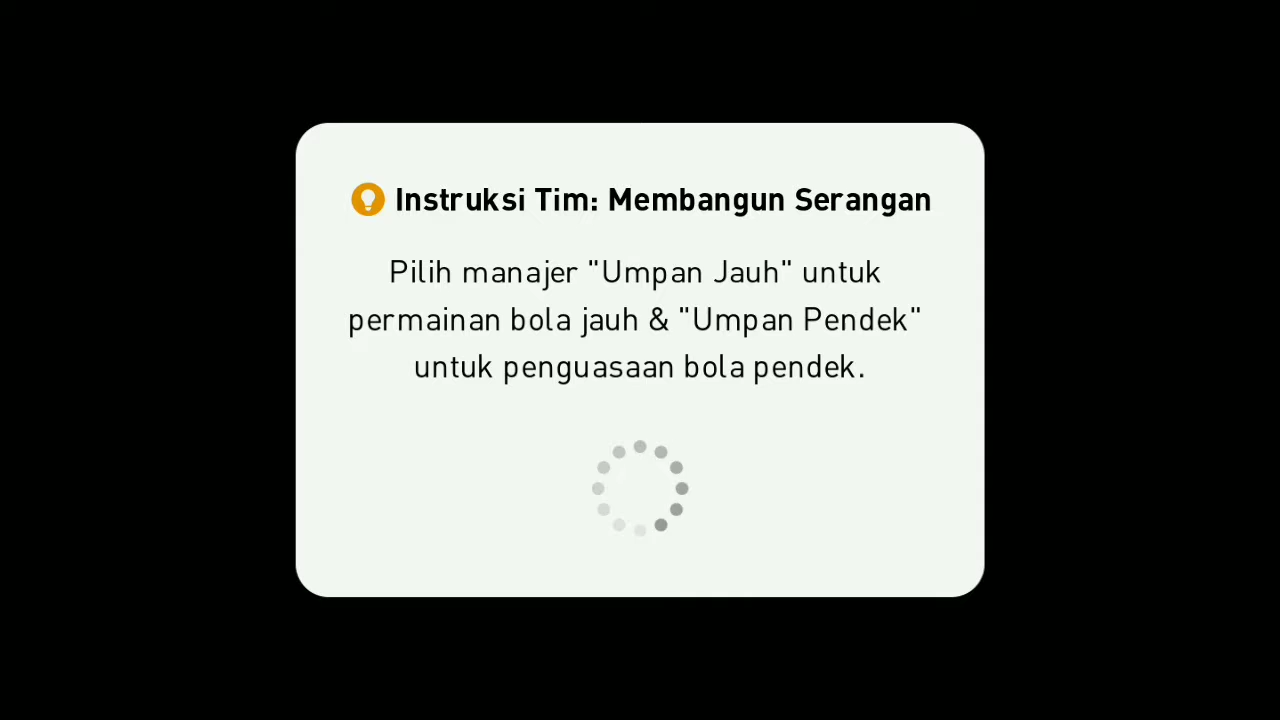 Instruksi Tim: Membangun Serangan
Pilih manajer "Umpan Jauh" untuk
permainan bola jauh & "Umpan Pendek"
untuk penguasaan bola pendek.